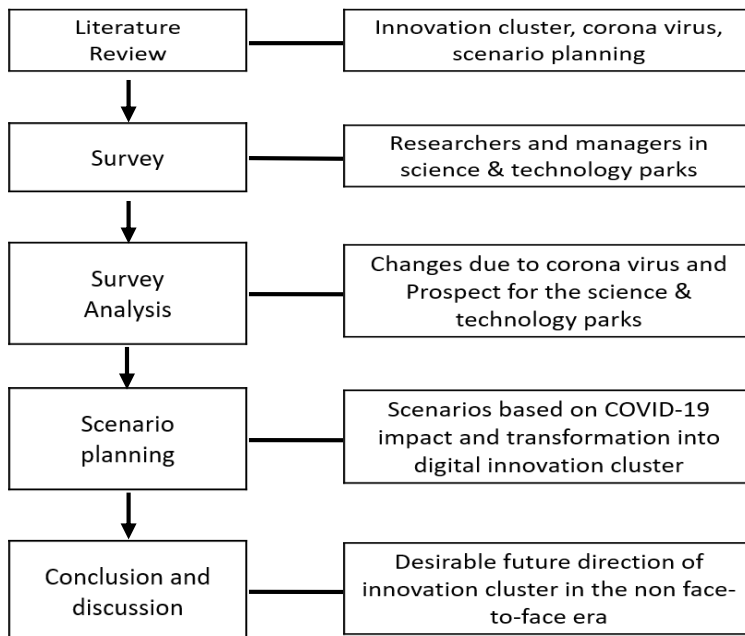 Literature
Review
Innovation cluster, corona virus,
scenario planning
Survey
Researchers and managers in
science & technology parks
Survey
Analysis
Changes due to corona virus and
Prospect for the science &
technology parks
Scenario
planning
Scenarios based on COVID-19
impact and transformation into
digital innovation cluster
Conclusion and
discussion
Desirable future direction of
innovation cluster in the non face-
to-face era